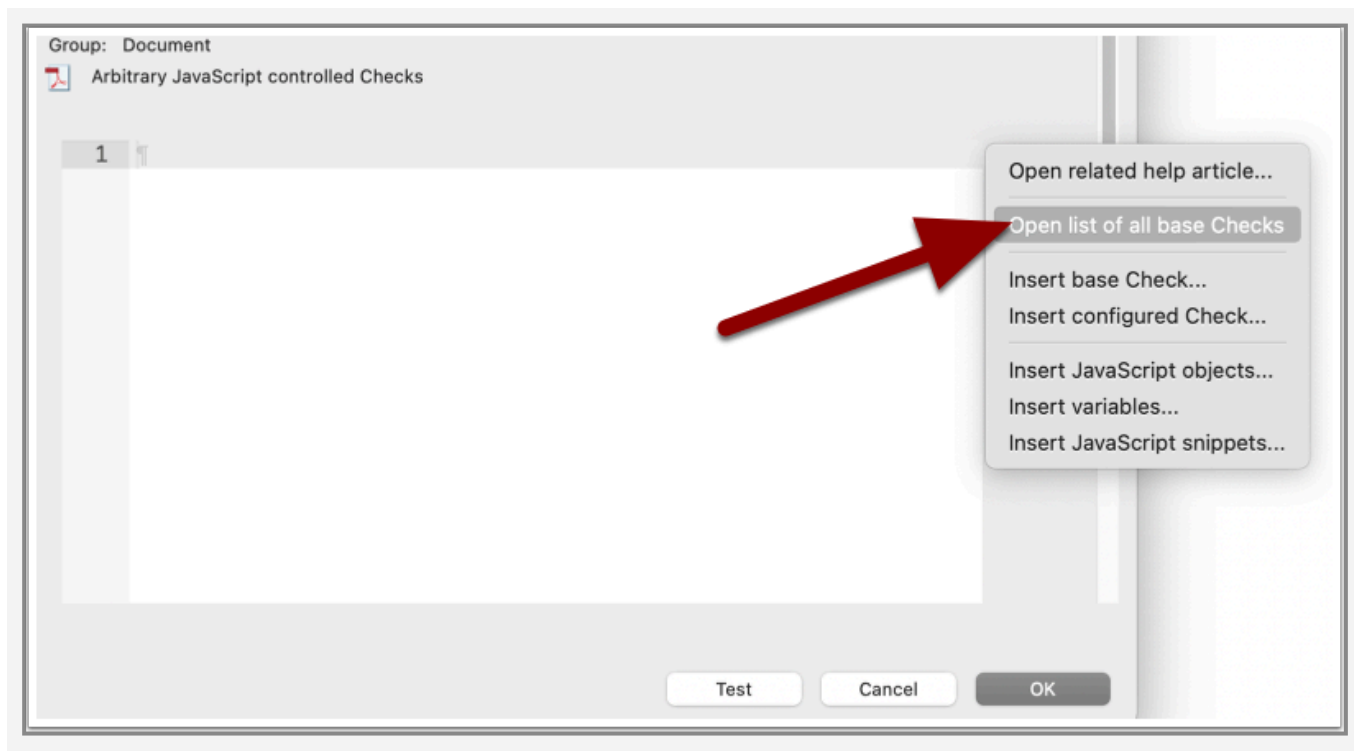 Group: Document
Arbitrary JavaScript controlled Checks
1 ¶
Open related help article...
Open list of all base Checks
Insert base Check...
Insert configured Check...
Insert JavaScript objects...
Insert variables...
Insert JavaScript snippets...
Test Cancel OK